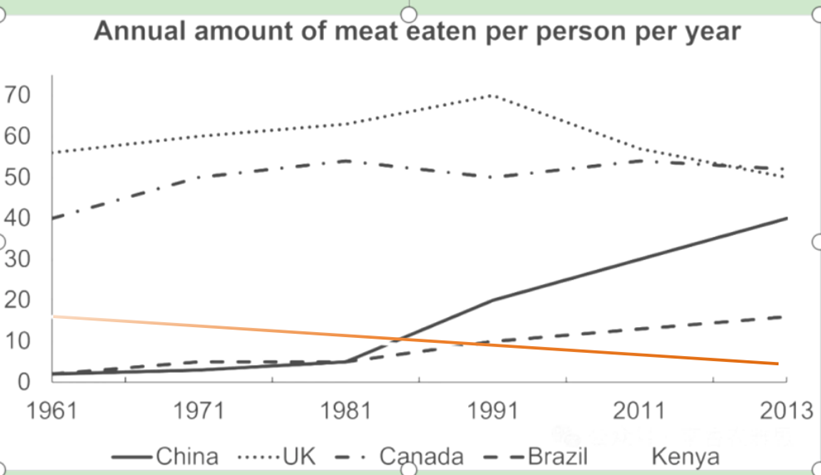 Annual amount of meat eaten per person per year
70
60
50
40
30
20
10
0
1961 1971 1981 1991 2011 2013
China UK Canada Brazil Kenya